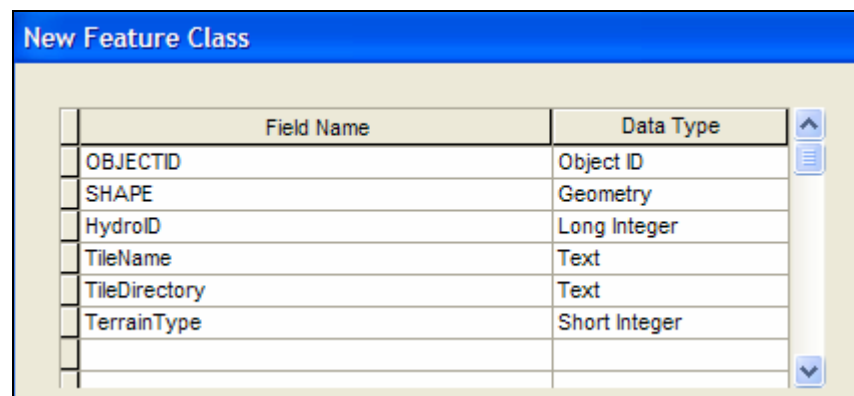 New Feature Class
Field Name Data Type
OBJECTID Object ID
SHAPE Geometry
HydroID Long Integer
TileName Text
TileDirectory Text
TerrainType Short Integer